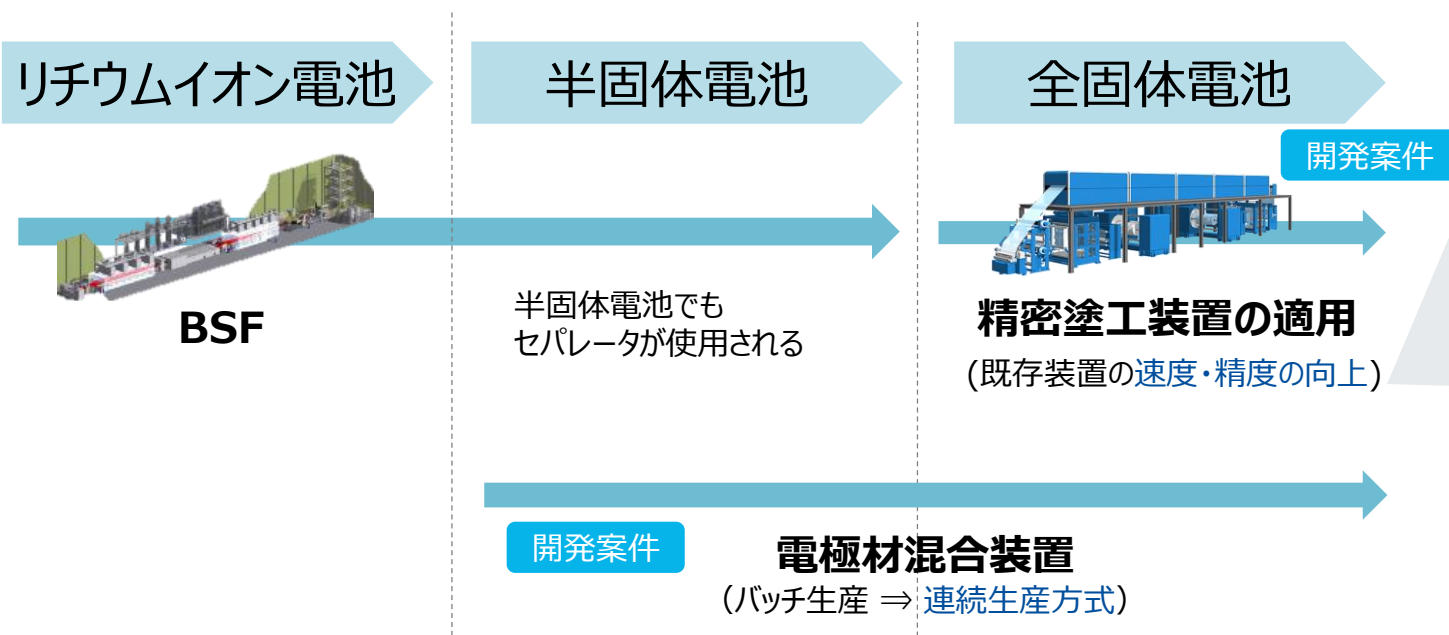 リチウムイオン電池
半固体電池
全固体電池
開発案件
BSF
半固体電池でも
セパレータが使用される
精密塗工装置の適用
(既存装置の速度・精度の向上)
開発案件
電極材混合装置
（バッチ生産 ⇒ 連続生産方式）